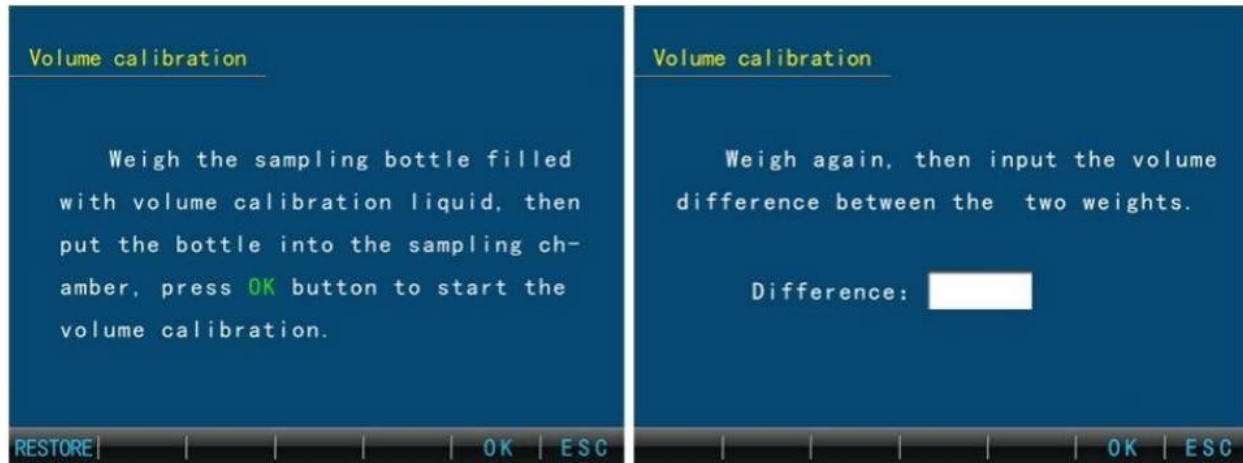 Volume calibration
Weigh the sampling bottle filled
with volume calibration liquid, then
put the bottle into the sampling ch-
amber, press OK button to start the
volume calibration.
RESTORE OK ESC
Volume calibration
Weigh again, then input the volume
difference between the two weights.
Difference:
OK ESC